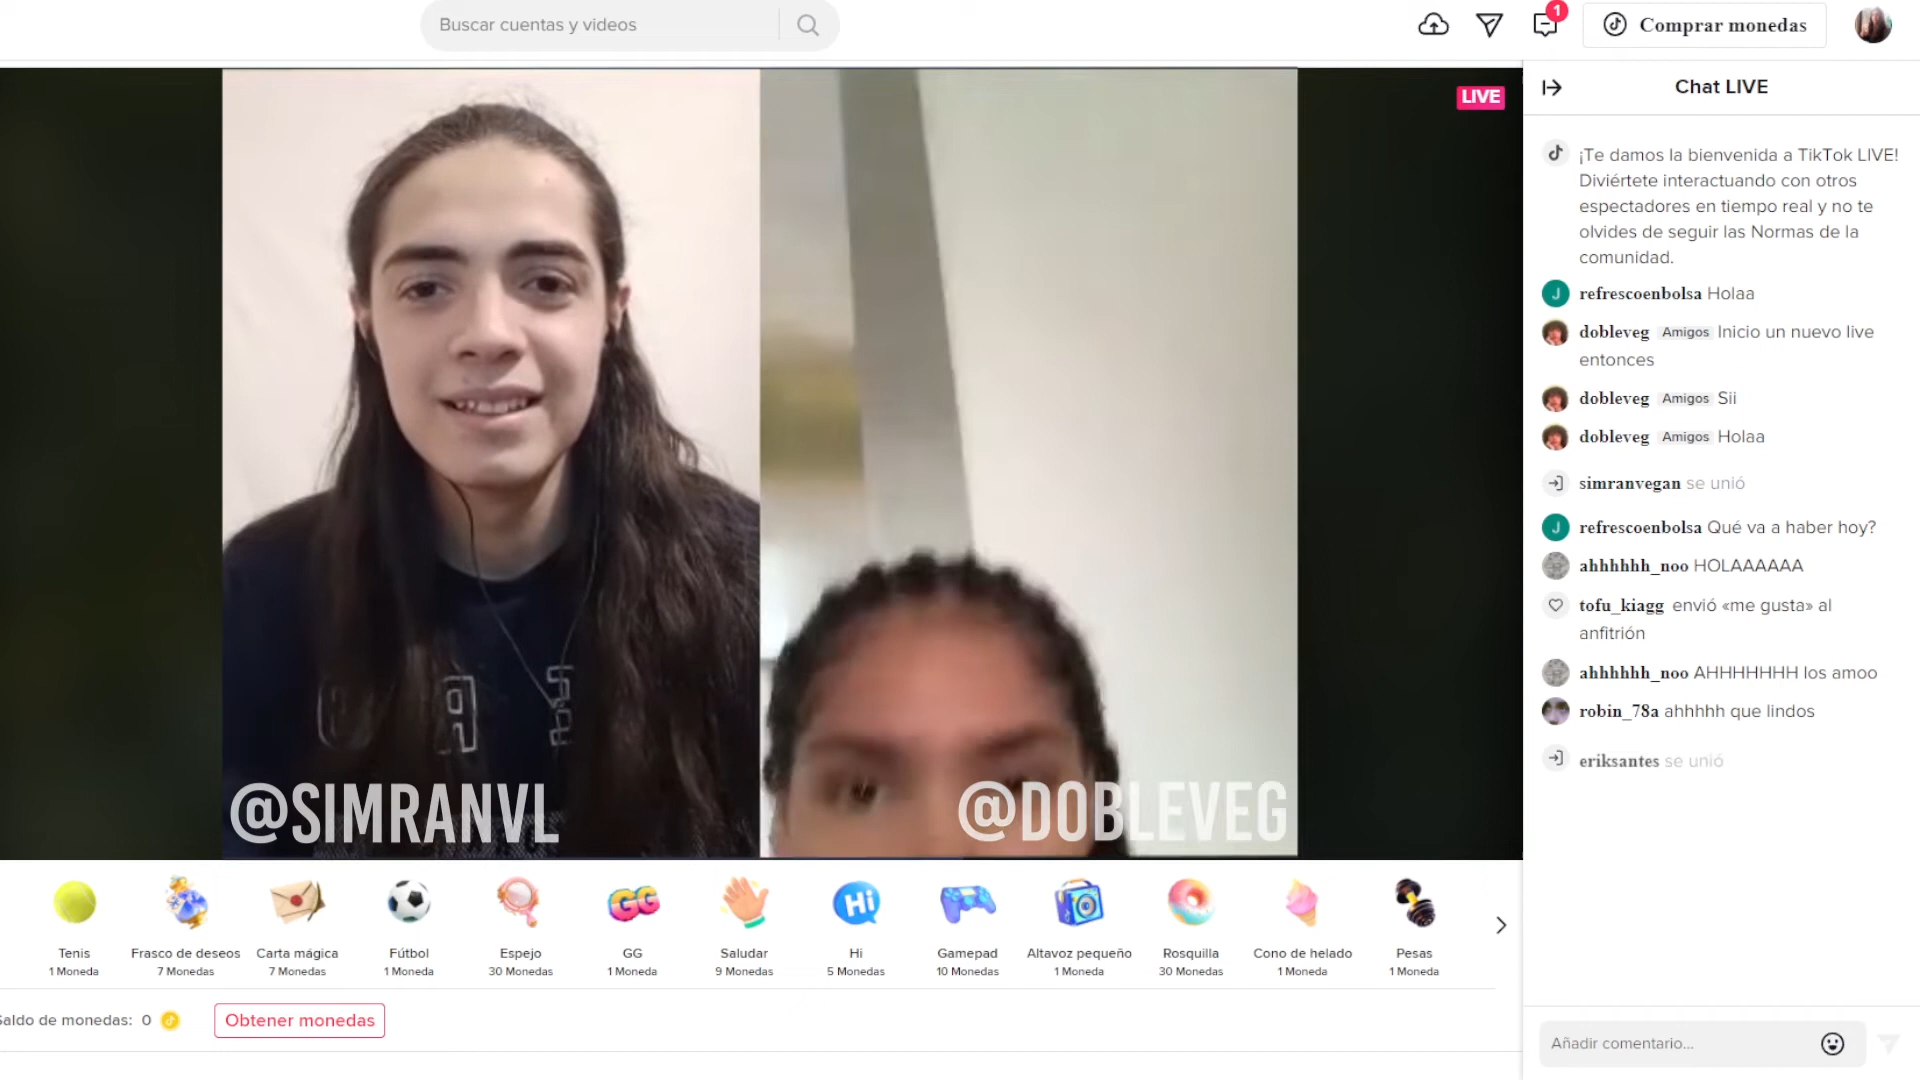 Buscar cuentas y videos
1
Comprar monedas
LIVE
Chat LIVE
¡Te damos la bienvenida a TikTok LIVE!
Diviértete interactuando con otros
espectadores en tiempo real y no te
olvides de seguir las Normas de la
comunidad.
J refrescoenbolsa Holaa
dobleveg Amigos Inicio un nuevo live
entonces
dobleveg Amigos Sii
dobleveg Amigos Holaa
simranvegan se unió
J refrescoenbolsa Qué va a haber hoy?
ahhhhhh_noo HOLAAAAAA
tofu_kiagg envió «me gusta» al
anfitrión
ahhhhhh_noo AHHHHHHH los amoo
robin_78a ahhhhh que lindos
eriksantes se unió
@SIMRANVL
@DOBLEVEG
GG
Hi
Tenis
1 Moneda
Frasco de deseos
7 Monedas
Carta mágica
7 Monedas
Fútbol
1 Moneda
Espejo
30 Monedas
GG
1 Moneda
Saludar
9 Monedas
Hi
5 Monedas
Gamepad
10 Monedas
Altavoz pequeño
1 Moneda
Rosquilla
30 Monedas
Cono de helado
1 Moneda
Pesas
1 Moneda
Saldo de monedas: 0
Obtener monedas
Añadir comentario...